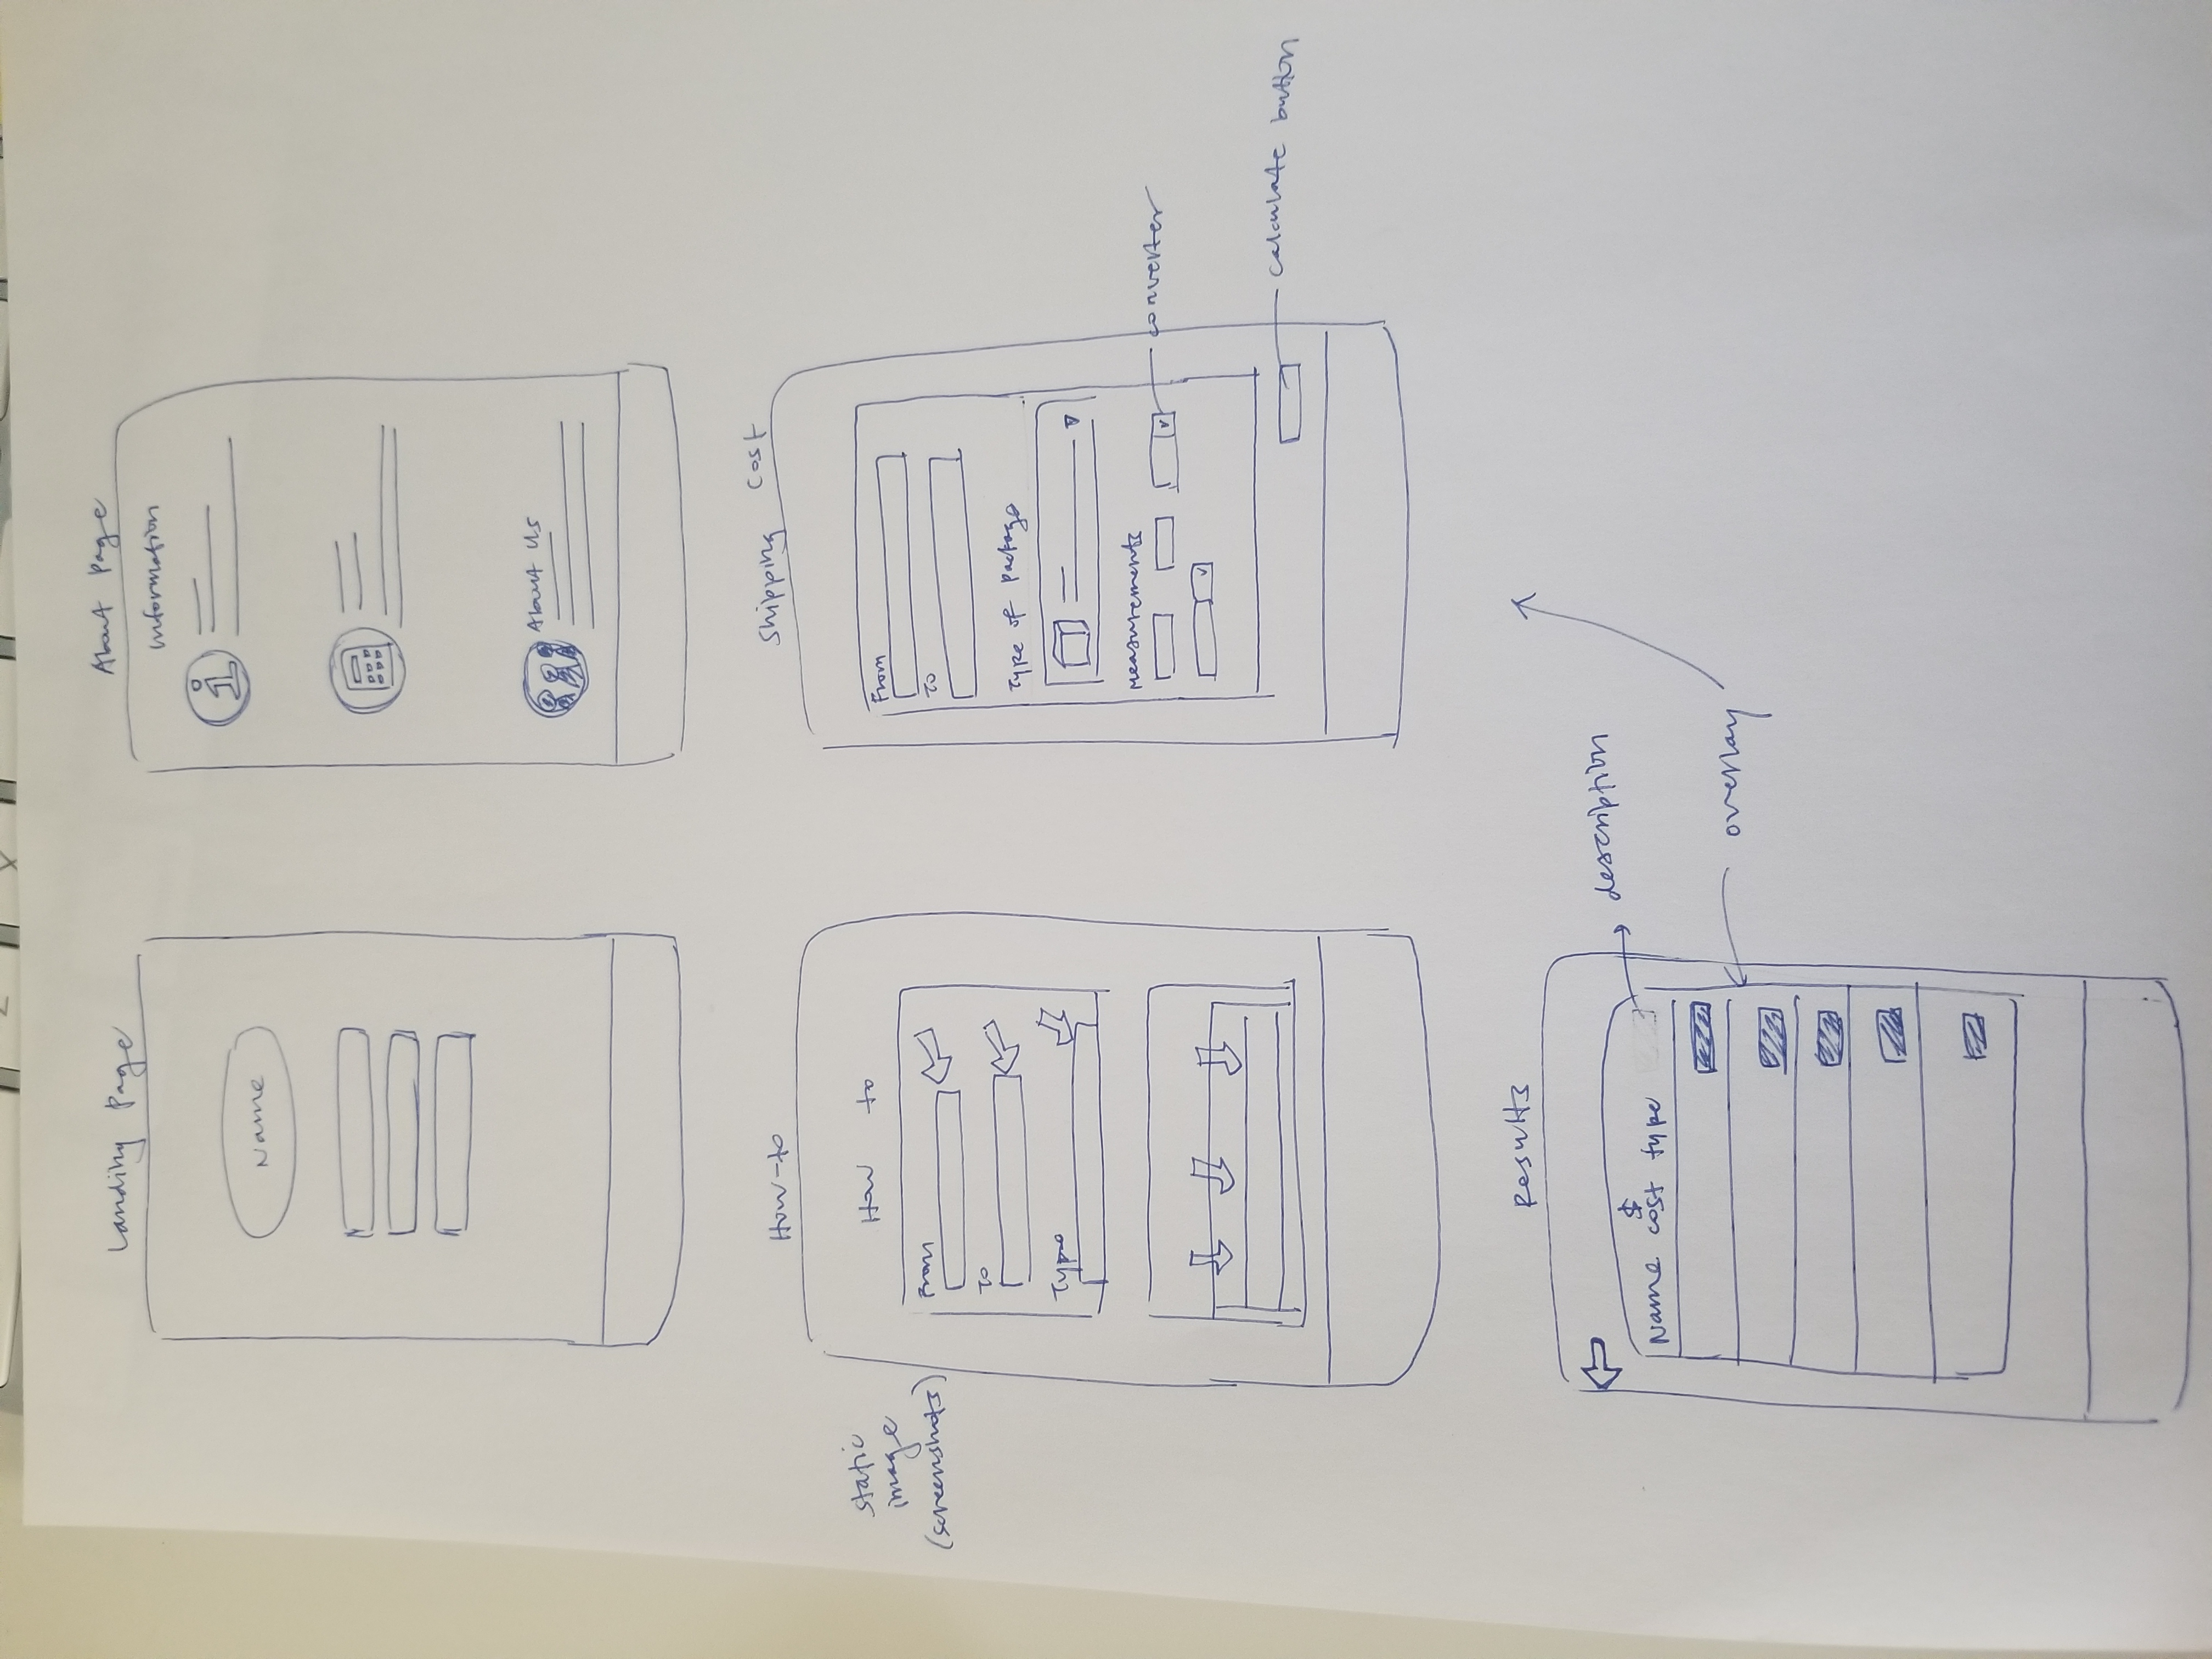 Landing Page
Name
About Page
Information
i
About Us
How-to
static
image
(screenshots)
How to
From
To
Type
Shipping Cost
From
To
Type of Package
Measurements
converter
calculate button
Results
$
Name cost type
description
overlay